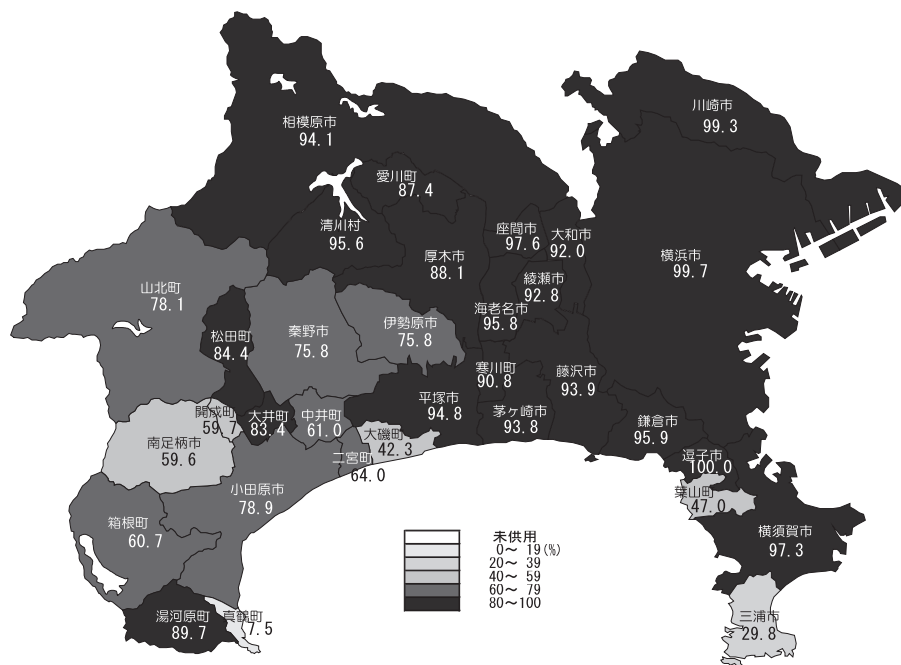 川崎市
99.3
相模原市
94.1
愛川町
87.4
清川村
95.6
座間市
97.6
大和市
92.0
厚木市
88.1
横浜市
99.7
綾瀬市
92.8
山北町
78.1
海老名市
95.8
伊勢原市
75.8
秦野市
75.8
松田町
84.4
寒川町
90.8
藤沢市
93.9
平塚市
94.8
茅ヶ崎市
93.8
開成町
59.7
大井町
83.4
中井町
61.0
鎌倉市
95.9
大磯町
42.3
南足柄市
59.6
二宮町
64.0
逗子市
100.0
小田原市
78.9
葉山町
47.0
箱根町
60.7
横須賀市
97.3
湯河原町
89.7
真鶴町
7.5
三浦市
29.8
未供用
0～ 19(%)
20～ 39
40～ 59
60～ 79
80～100